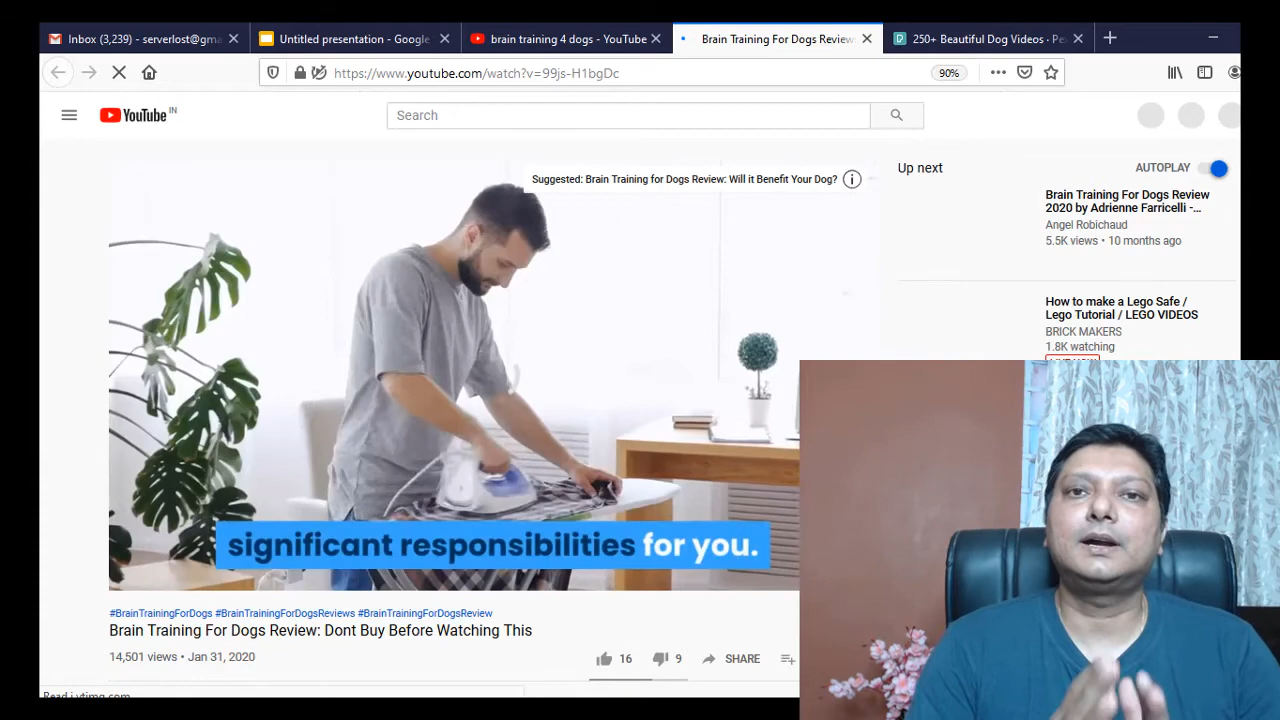 Inbox (3,239) - serverlost@gma
Untitled presentation - Google
brain training 4 dogs - YouTube
Brain Training For Dogs Review:
250+ Beautiful Dog Videos · Pe
https://www.youtube.com/watch?v=99js-H1bgDc
90%
YouTube IN
Search
Suggested: Brain Training for Dogs Review: Will it Benefit Your Dog?
Up next
AUTOPLAY
Brain Training For Dogs Review
2020 by Adrienne Farricelli -...
Angel Robichaud
5.5K views • 10 months ago
How to make a Lego Safe /
Lego Tutorial / LEGO VIDEOS
BRICK MAKERS
1.8K watching
significant responsibilities for you.
#BrainTrainingForDogs #BrainTrainingForDogsReviews #BrainTrainingForDogsReview
Brain Training For Dogs Review: Dont Buy Before Watching This
14,501 views • Jan 31, 2020
16
9
SHARE
Read i.ytimg.com